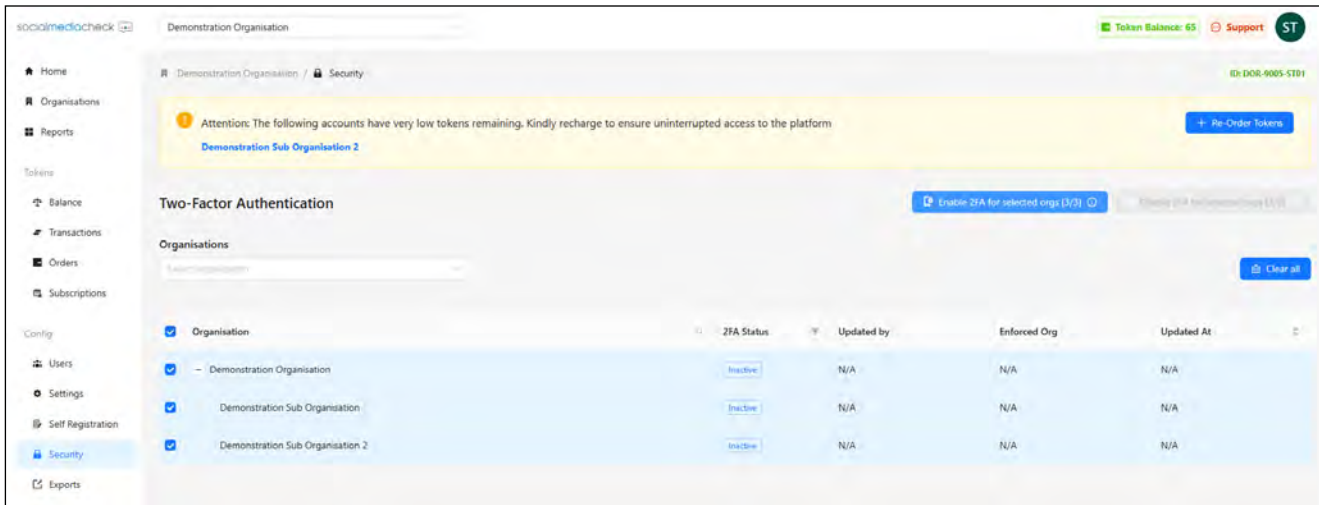 socialmediacheck
Demonstration Organisation
Token Balance: 65
Support
ST
Home
Organisations
Reports
Tokens
Balance
Transactions
Orders
Subscriptions
Config
Users
Settings
Self Registration
Security
Exports
Demonstration Organisation / Security
ID: DOR-9005-ST01
Attention: The following accounts have very low tokens remaining. Kindly recharge to ensure uninterrupted access to the platform
Demonstration Sub Organisation 2
+ Re-Order Tokens
Two-Factor Authentication
Enable 2FA for selected orgs (3/3)
Organisations
Clear all
Organisation 2FA Status Updated by Enforced Org Updated At
Demonstration Organisation Inactive N/A N/A N/A
Demonstration Sub Organisation Inactive N/A N/A N/A
Demonstration Sub Organisation 2 Inactive N/A N/A N/A